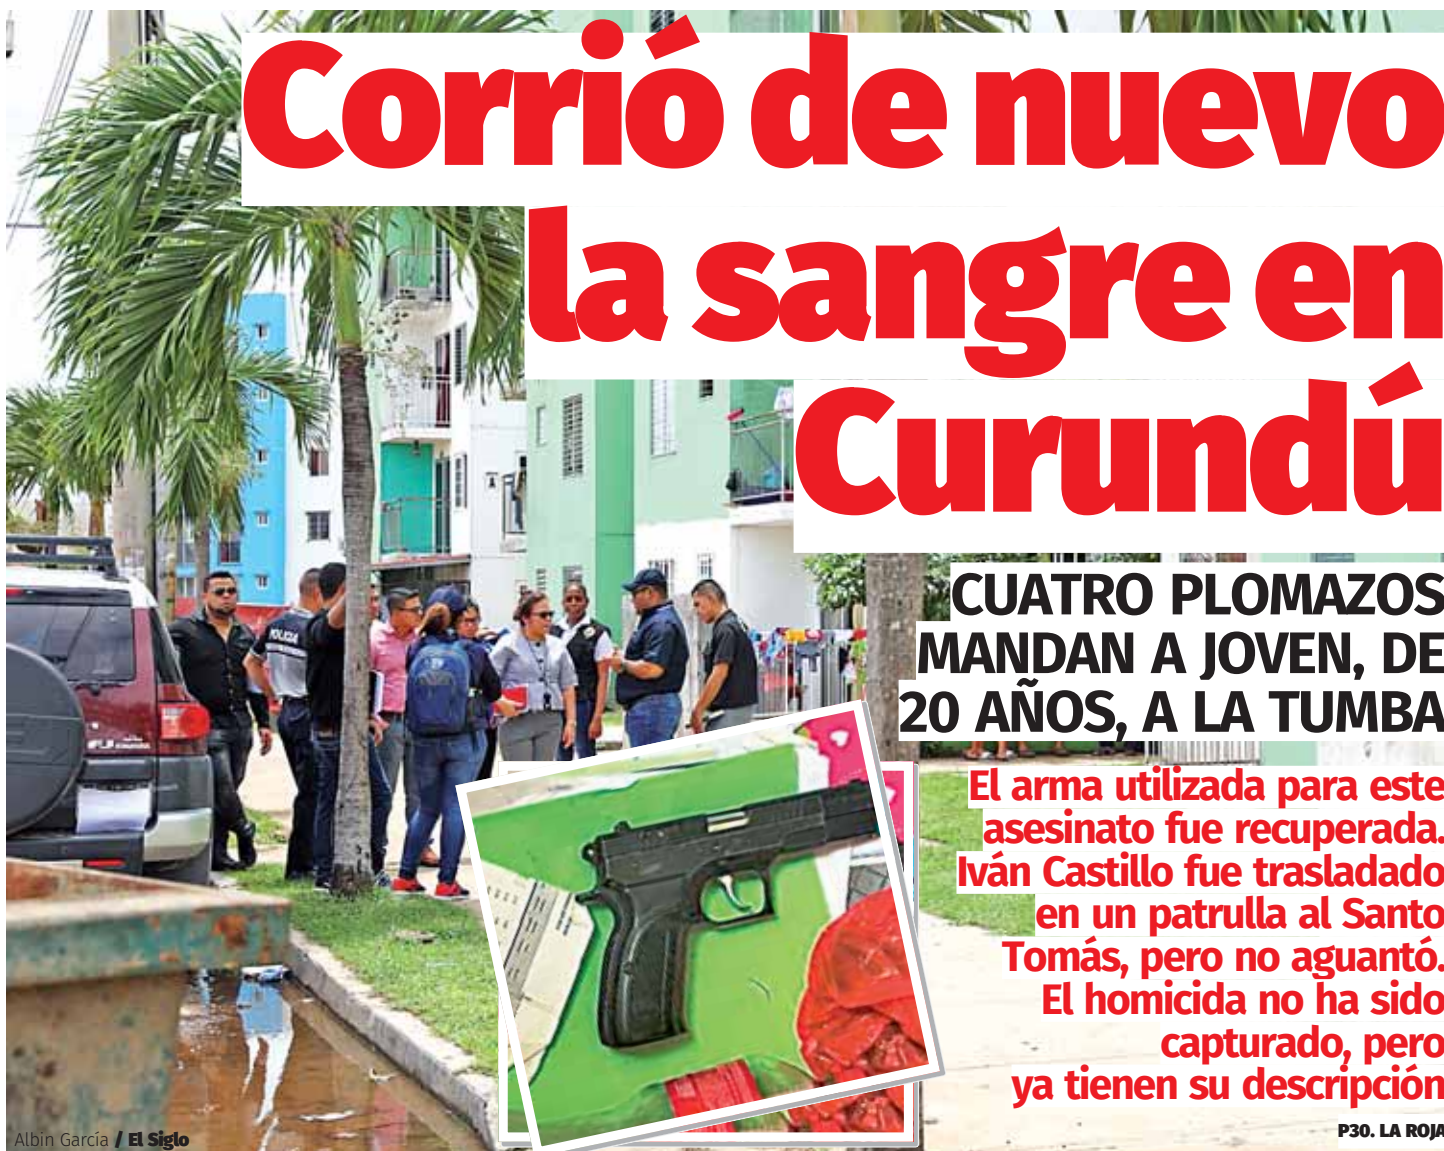 Corrió de nuevo
la sangre en
Curundú
CUATRO PLOMAZOS
MANDAN A JOVEN, DE
20 AÑOS, A LA TUMBA
El arma utilizada para este
asesinato fue recuperada.
Iván Castillo fue trasladado
en un patrulla al Santo
Tomás, pero no aguantó.
El homicida no ha sido
capturado, pero
ya tienen su descripción
P30. LA ROJA
POLICIA
Albin García / El Siglo